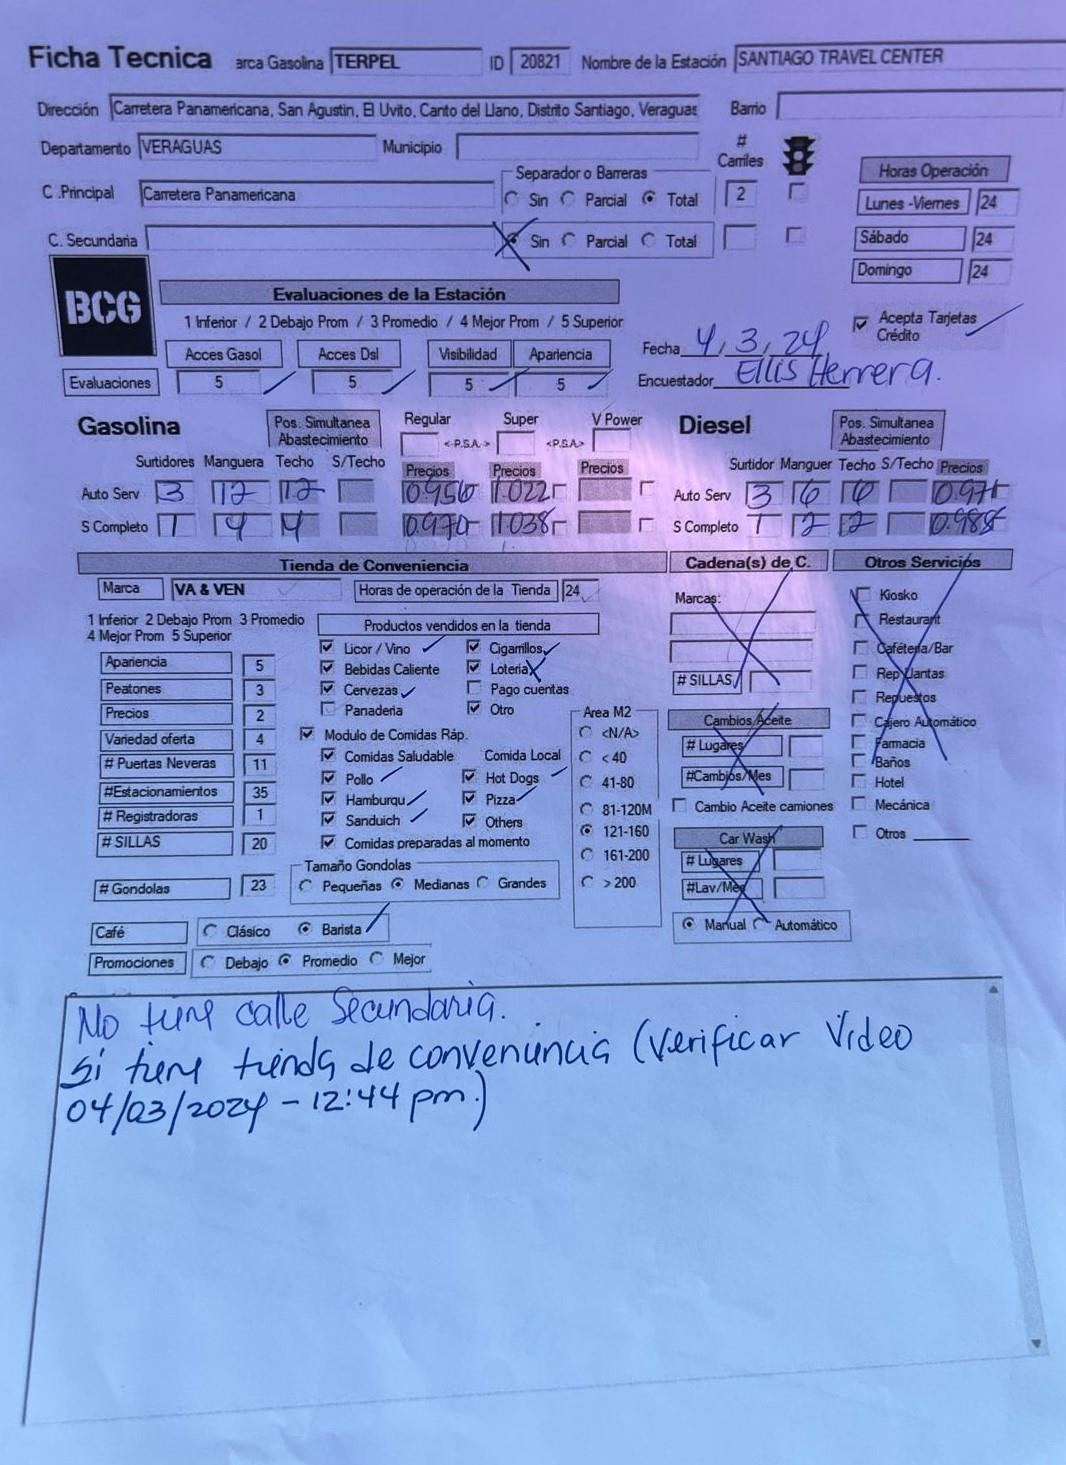 Ficha Tecnica arca Gasolina TERPEL ID 20821 Nombre de la Estación SANTIAGO TRAVEL CENTER
Dirección Carretera Panamericana, San Agustin, El Uvito, Canto del Llano, Distrito Santiago, Veraguas Barrio
Departamento VERAGUAS Municipio # Carriles
C .Principal Carretera Panamericana Separador o Barreras Sin Parcial Total 2
C. Secundaria Sin Parcial Total
Horas Operación
Lunes -Viernes 24
Sábado 24
Domingo 24
BCG
Evaluaciones de la Estación
1 Inferior / 2 Debajo Prom / 3 Promedio / 4 Mejor Prom / 5 Superior
Acepta Tarjetas Crédito
Acces Gasol Acces Dsl Visibilidad Apariencia
Evaluaciones 5 5 5 5
Fecha 4, 3, 24
Encuestador Ellis Herrera.
Gasolina Pos. Simultanea Abastecimiento Regular Super V Power
<-P.S.A.-> <-P.S.A.>
Surtidores Manguera Techo S/Techo Precios Precios Precios
Auto Serv 3 12 12 0.956 1.022
S Completo 1 4 4 0.970 1.038
Diesel Pos. Simultanea Abastecimiento
Surtidor Manguer Techo S/Techo Precios
Auto Serv 3 6 6
S Completo 1 2 2
Tienda de Conveniencia
Marca VA & VEN Horas de operación de la Tienda 24
1 Inferior 2 Debajo Prom 3 Promedio
4 Mejor Prom 5 Superior
Apariencia 5
Peatones 3
Precios 2
Variedad oferta 4
# Puertas Neveras 11
#Estacionamientos 35
# Registradoras 1
# SILLAS 20
# Gondolas 23
Productos vendidos en la tienda
Licor / Vino Cigarrillos
Bebidas Caliente Loteria
Cervezas Pago cuentas
Panaderia Otro
Modulo de Comidas Ráp.
Comidas Saludable Comida Local
Pollo Hot Dogs
Hamburqu Pizza
Sanduich Others
Comidas preparadas al momento
Tamaño Gondolas
Pequeñas Medianas Grandes
Area M2
<N/A>
< 40
41-80
81-120M
121-160
161-200
> 200
Café Clásico Barista
Promociones Debajo Promedio Mejor
Cadena(s) de C.
Marcas:
# SILLAS
Cambios/Aceite
# Lugares
#Cambios/Mes
Cambio Aceite camiones
Car Wash
# Lugares
#Lav/Mes
Manual Automático
Otros Servicios
Kiosko
Restaurant
Cafétería/Bar
Rep Llantas
Repuestos
Cajero Automático
Farmacia
Baños
Hotel
Mecánica
Otros
No tiene calle Secundaria.
Si tiene tienda de conveniencia (Verificar Video
04/03/2024 - 12:44 pm.)